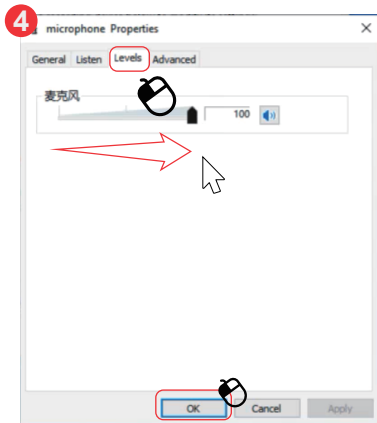 4
microphone Properties
General Listen Levels Advanced
麦克风
100
OK Cancel Apply